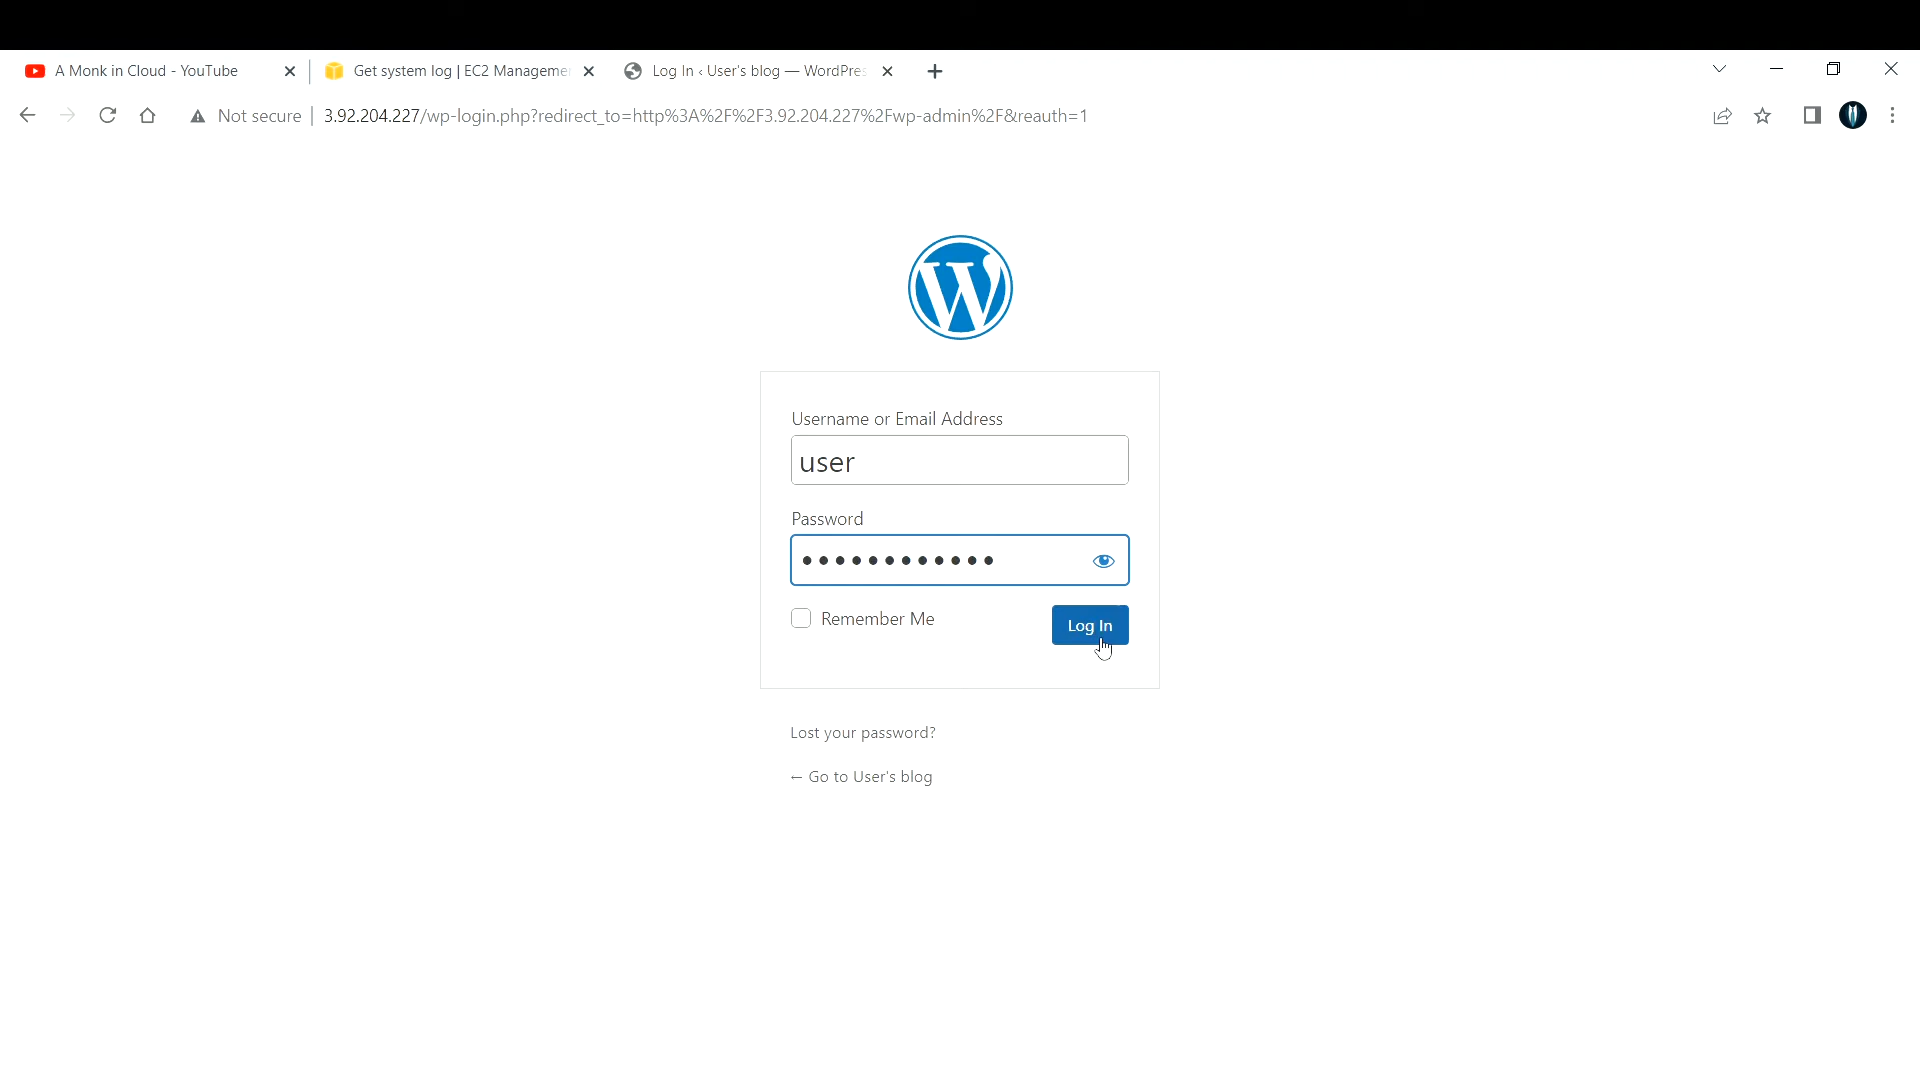 A Monk in Cloud - YouTube
Get system log | EC2 Manageme
Log In ‹ User's blog — WordPres
Not secure
3.92.204.227/wp-login.php?redirect_to=http%3A%2F%2F3.92.204.227%2Fwp-admin%2F&reauth=1
Username or Email Address
user
Password
Remember Me
Log In
Lost your password?
← Go to User's blog